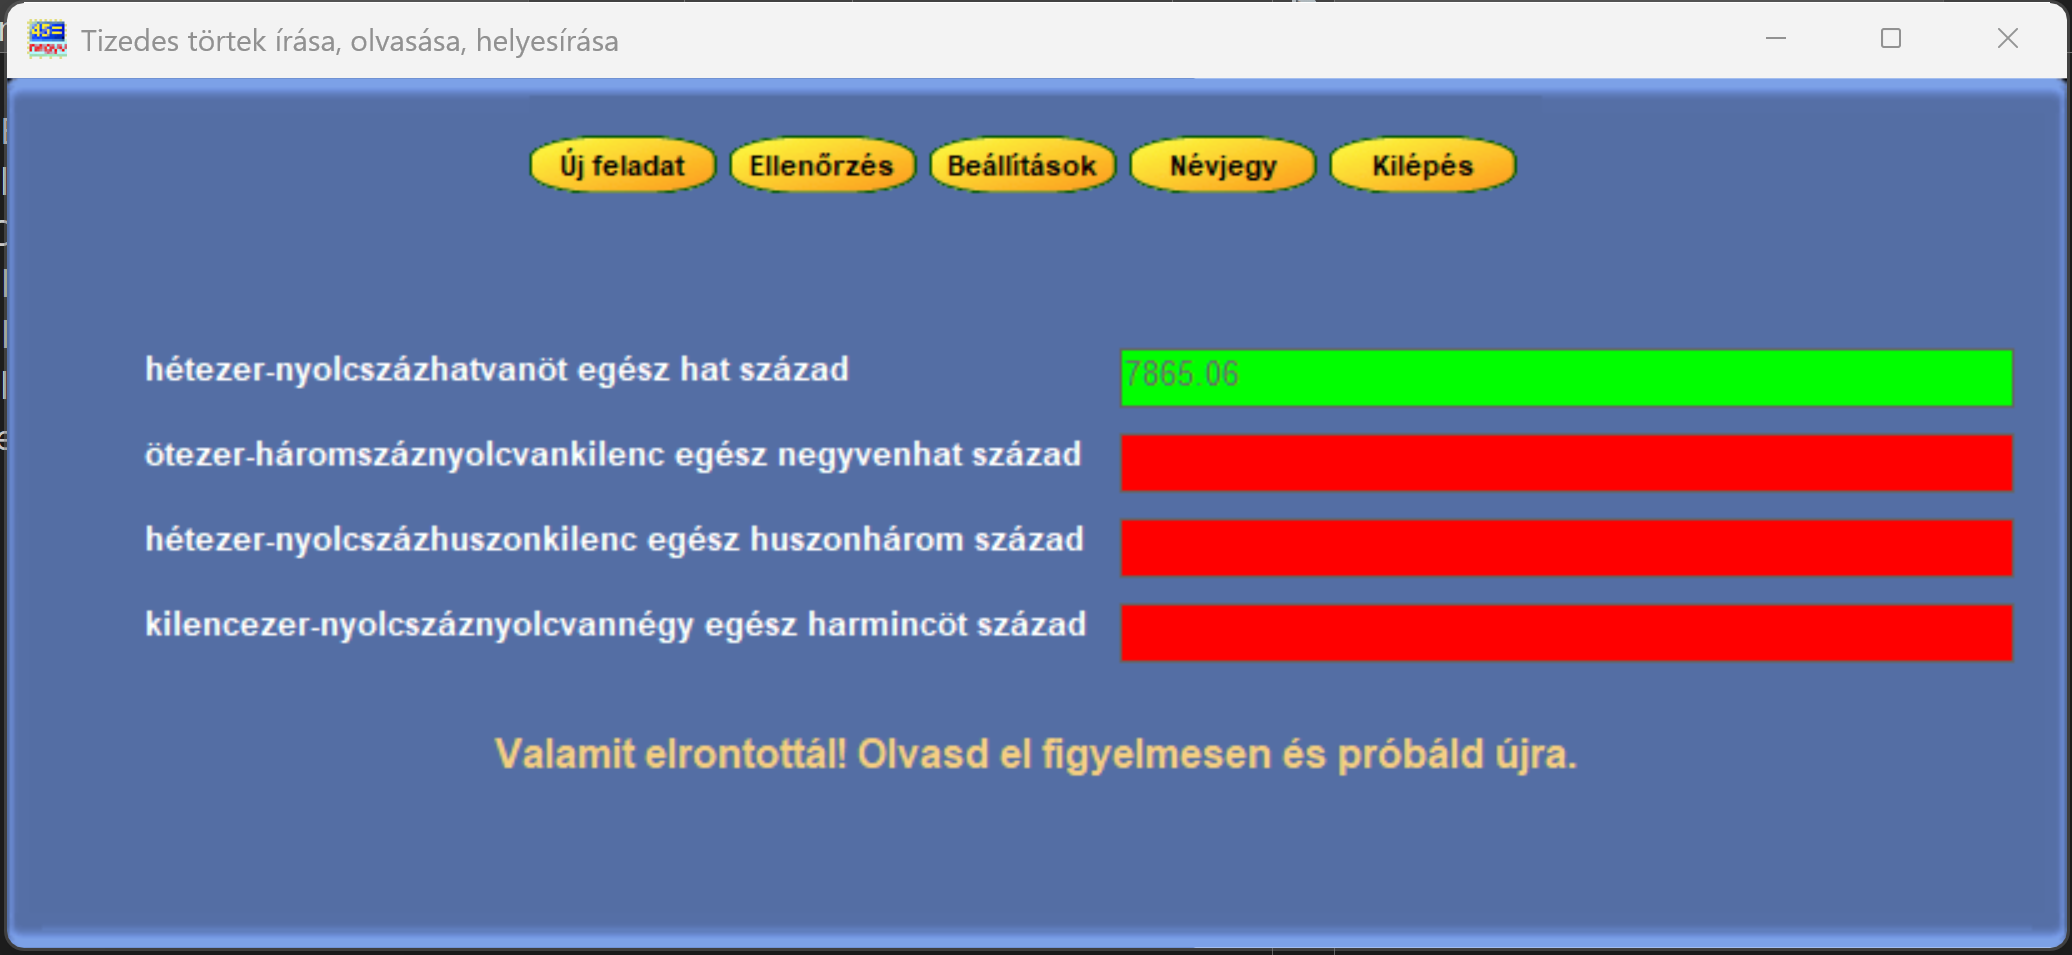 Tizedes törtek írása, olvasása, helyesírása
Új feladat Ellenőrzés Beállítások Névjegy Kilépés
hétezer-nyolcszázhatvanöt egész hat század 7865.06
ötezer-háromszáznyolcvankilenc egész negyvenhat század
hétezer-nyolcszázhuszonkilenc egész huszonhárom század
kilencezer-nyolcszáznyolcvannégy egész harmincöt század
Valamit elrontottál! Olvasd el figyelmesen és próbáld újra.